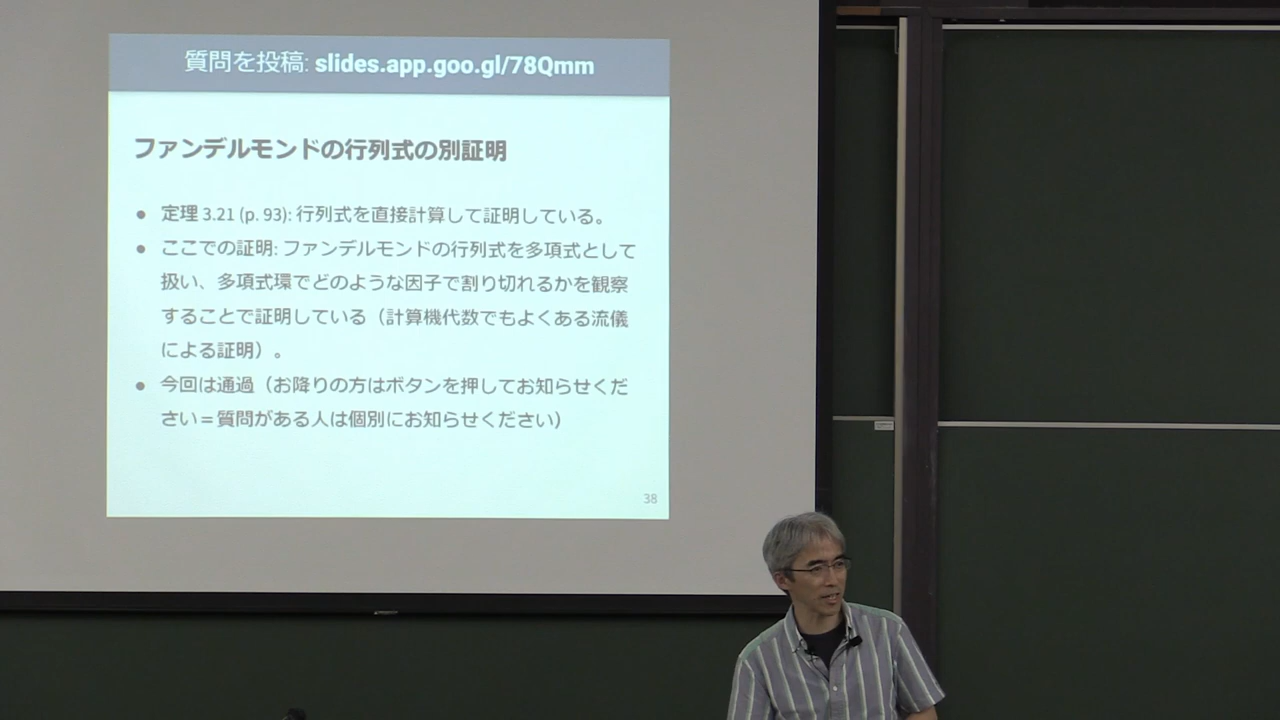 質問を投稿: slides.app.goo.gl/78Qmm
ファンデルモンドの行列式の別証明
● 定理 3.21 (p. 93): 行列式を直接計算して証明している。
● ここでの証明: ファンデルモンドの行列式を多項式として
扱い、多項式環でどのような因子で割り切れるかを観察
することで証明している（計算機代数でもよくある流儀
による証明）。
● 今回は通過（お降りの方はボタンを押してお知らせくだ
さい＝質問がある人は個別にお知らせください）
38